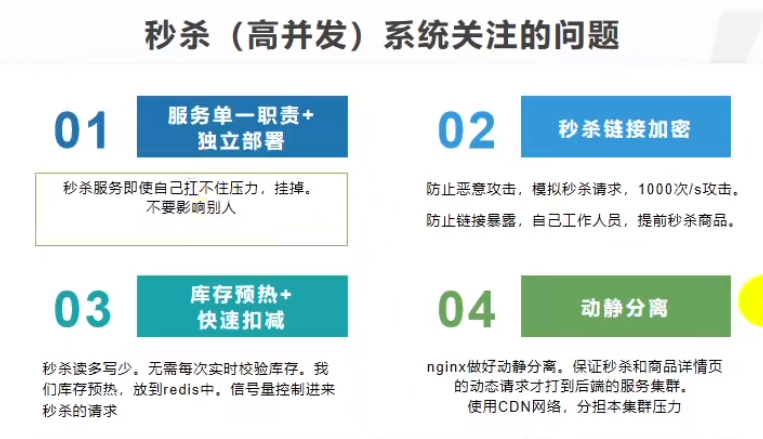 秒杀（高并发）系统关注的问题
01
服务单一职责+
独立部署
秒杀服务即使自己扛不住压力，挂掉。
不要影响别人
02
秒杀链接加密
防止恶意攻击，模拟秒杀请求，1000次/s攻击。
防止链接暴露，自己工作人员，提前秒杀商品。
03
库存预热+
快速扣减
秒杀读多写少。无需每次实时校验库存。我
们库存预热，放到redis中。信号量控制进来
秒杀的请求
04
动静分离
nginx做好动静分离。保证秒杀和商品详情页
的动态请求才打到后端的服务集群。
使用CDN网络，分担本集群压力